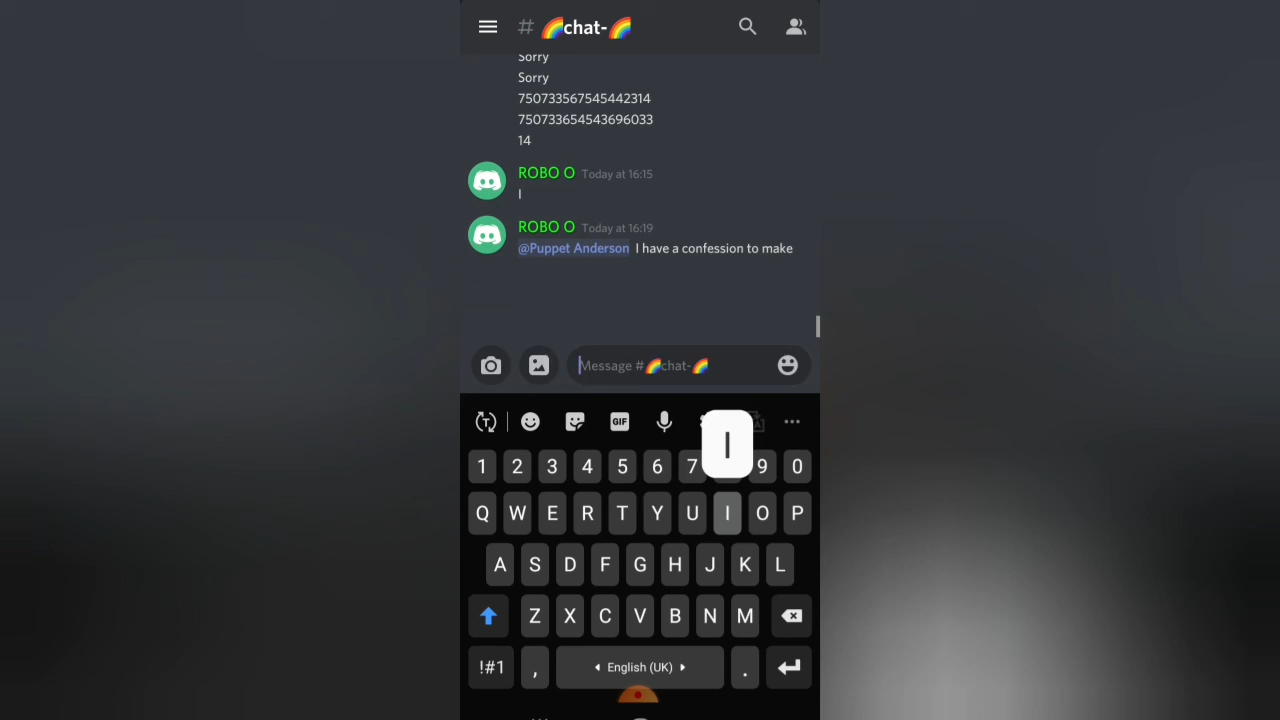 # 🌈chat-🌈
Sorry
Sorry
750733567545442314
750733654543696033
14
ROBO O Today at 16:15
I
ROBO O Today at 16:19
@Puppet Anderson I have a confession to make
Message #🌈chat-🌈
T GIF
I
1 2 3 4 5 6 7 9 0
Q W E R T Y U I O P
A S D F G H J K L
Z X C V B N M
!#1 , English (UK) .